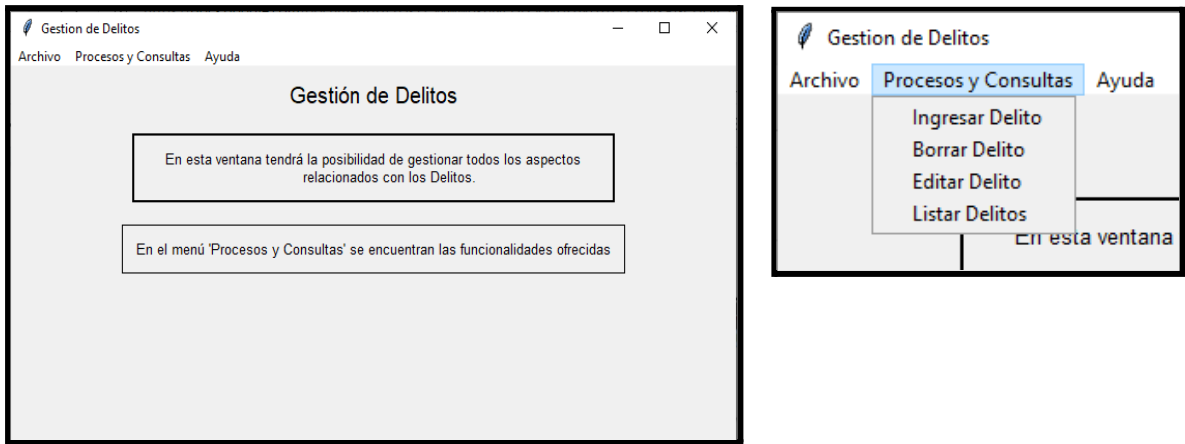 Gestion de Delitos
Archivo Procesos y Consultas Ayuda
Gestión de Delitos
En esta ventana tendrá la posibilidad de gestionar todos los aspectos
relacionados con los Delitos.
En el menú 'Procesos y Consultas' se encuentran las funcionalidades ofrecidas
Gestion de Delitos
Archivo Procesos y Consultas Ayuda
Ingresar Delito
Borrar Delito
Editar Delito
Listar Delitos
En esta ventana